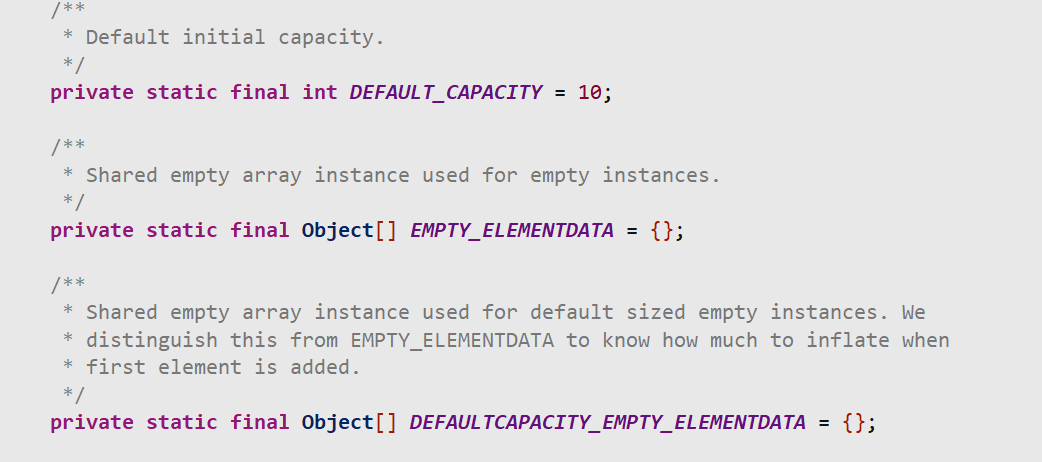 /**
 * Default initial capacity.
 */
private static final int DEFAULT_CAPACITY = 10;
/**
 * Shared empty array instance used for empty instances.
 */
private static final Object[] EMPTY_ELEMENTDATA = {};
/**
 * Shared empty array instance used for default sized empty instances. We
 * distinguish this from EMPTY_ELEMENTDATA to know how much to inflate when
 * first element is added.
 */
private static final Object[] DEFAULTCAPACITY_EMPTY_ELEMENTDATA = {};